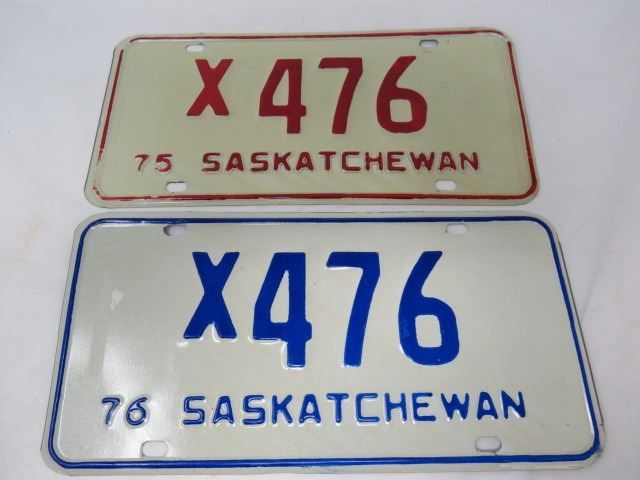 X 476
75 SASKATCHEWAN
X476
76 SASKATCHEWAN